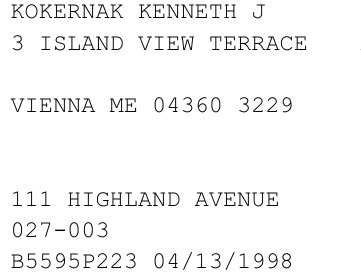 KOKERNAK KENNETH J
3 ISLAND VIEW TERRACE
VIENNA ME 04360 3229
111 HIGHLAND AVENUE
027-003
B5595P223 04/13/1998